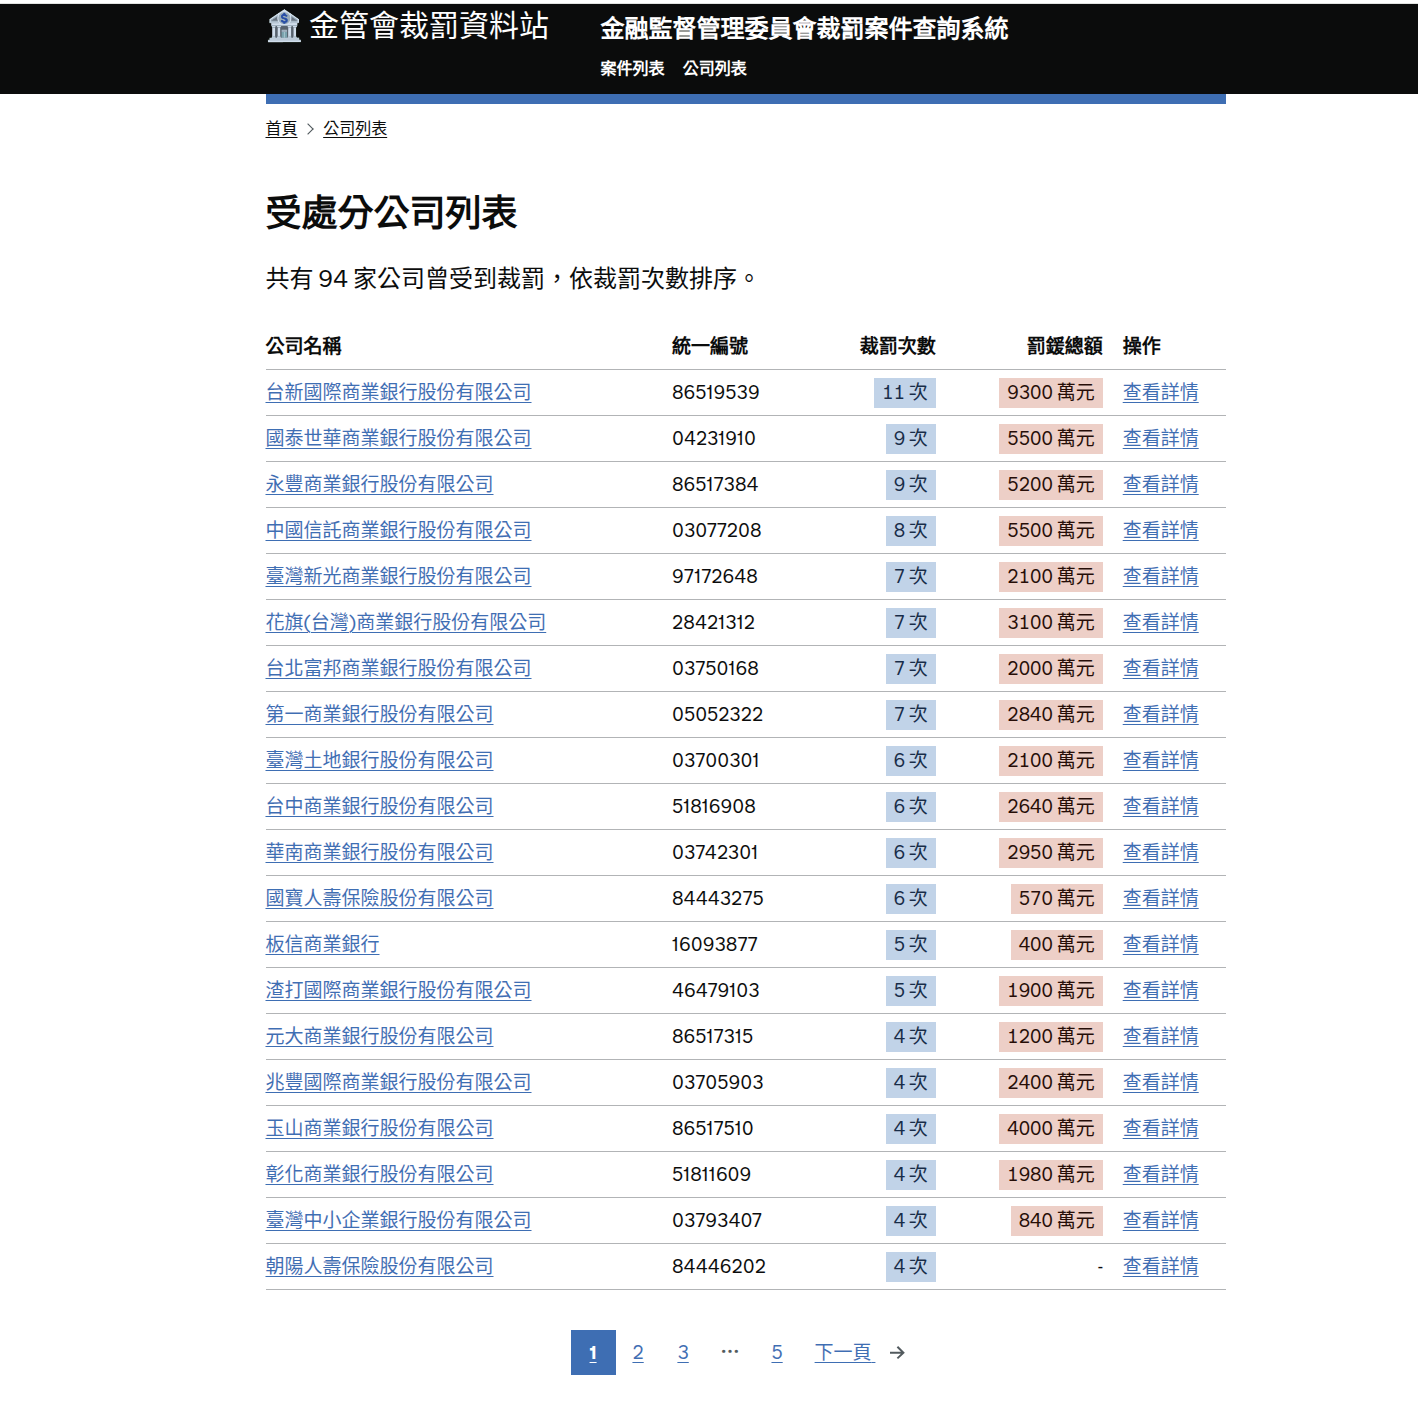 金管會裁罰資料站
金融監督管理委員會裁罰案件查詢系統
案件列表 公司列表
首頁 公司列表
受處分公司列表
共有 94 家公司曾受到裁罰，依裁罰次數排序。
公司名稱 統一編號 裁罰次數 罰鍰總額 操作
台新國際商業銀行股份有限公司 86519539 11 次 9300 萬元 查看詳情
國泰世華商業銀行股份有限公司 04231910 9 次 5500 萬元 查看詳情
永豐商業銀行股份有限公司 86517384 9 次 5200 萬元 查看詳情
中國信託商業銀行股份有限公司 03077208 8 次 5500 萬元 查看詳情
臺灣新光商業銀行股份有限公司 97172648 7 次 2100 萬元 查看詳情
花旗(台灣)商業銀行股份有限公司 28421312 7 次 3100 萬元 查看詳情
台北富邦商業銀行股份有限公司 03750168 7 次 2000 萬元 查看詳情
第一商業銀行股份有限公司 05052322 7 次 2840 萬元 查看詳情
臺灣土地銀行股份有限公司 03700301 6 次 2100 萬元 查看詳情
台中商業銀行股份有限公司 51816908 6 次 2640 萬元 查看詳情
華南商業銀行股份有限公司 03742301 6 次 2950 萬元 查看詳情
國寶人壽保險股份有限公司 84443275 6 次 570 萬元 查看詳情
板信商業銀行 16093877 5 次 400 萬元 查看詳情
渣打國際商業銀行股份有限公司 46479103 5 次 1900 萬元 查看詳情
元大商業銀行股份有限公司 86517315 4 次 1200 萬元 查看詳情
兆豐國際商業銀行股份有限公司 03705903 4 次 2400 萬元 查看詳情
玉山商業銀行股份有限公司 86517510 4 次 4000 萬元 查看詳情
彰化商業銀行股份有限公司 51811609 4 次 1980 萬元 查看詳情
臺灣中小企業銀行股份有限公司 03793407 4 次 840 萬元 查看詳情
朝陽人壽保險股份有限公司 84446202 4 次 - 查看詳情
1 2 3 ⋯ 5 下一頁 →